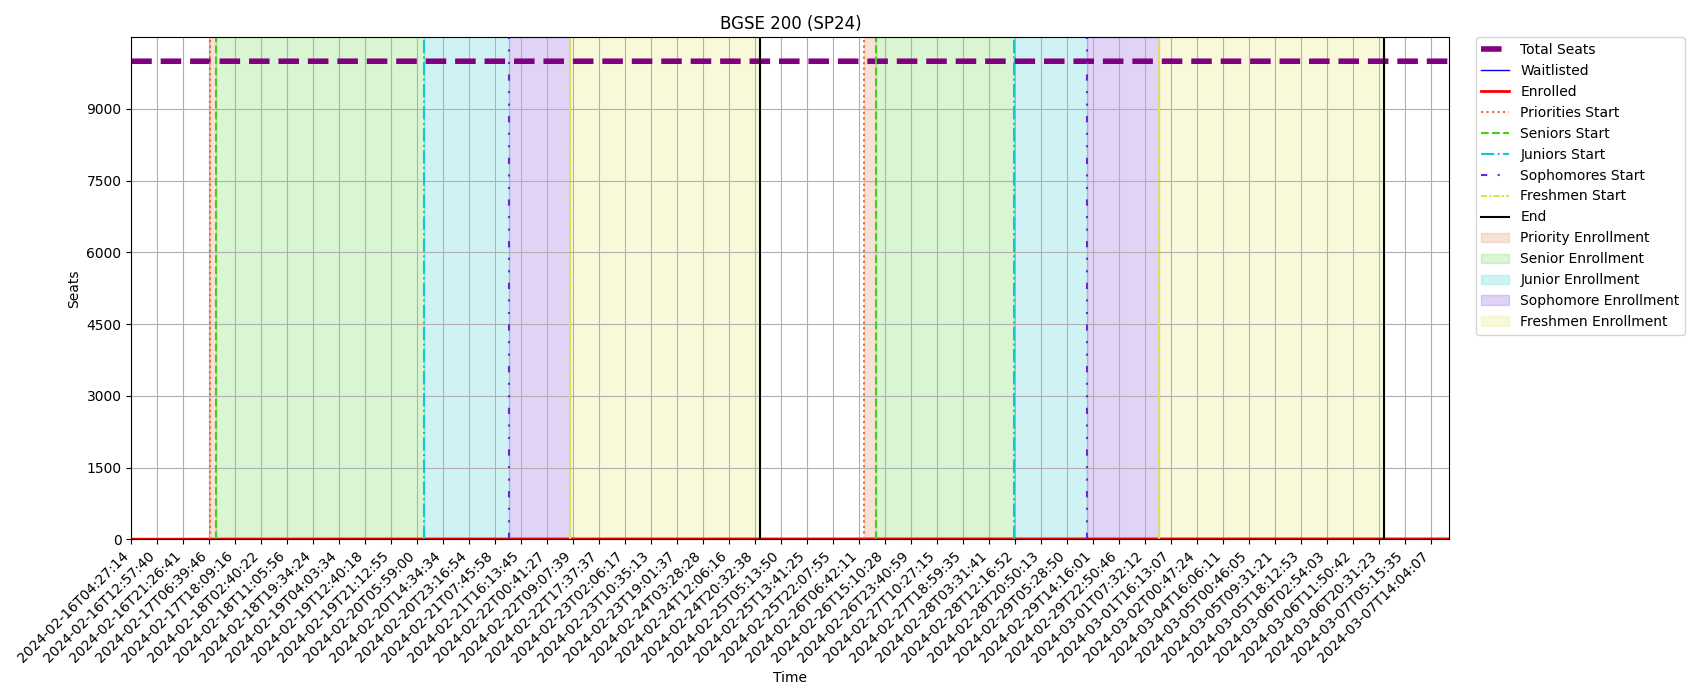 BGSE 200 (SP24)
Total Seats
Waitlisted
Enrolled
Priorities Start
Seniors Start
Juniors Start
Sophomores Start
Freshmen Start
End
Priority Enrollment
Senior Enrollment
Junior Enrollment
Sophomore Enrollment
Freshmen Enrollment
Seats
9000
7500
6000
4500
3000
1500
0
2024-02-16T04:27:14
2024-02-16T12:57:40
2024-02-16T21:26:41
2024-02-17T06:39:46
2024-02-17T18:09:16
2024-02-18T02:40:22
2024-02-18T11:05:56
2024-02-18T19:34:24
2024-02-19T04:03:34
2024-02-19T12:40:18
2024-02-19T21:12:55
2024-02-20T05:59:00
2024-02-20T14:34:34
2024-02-20T23:16:54
2024-02-21T07:45:58
2024-02-21T16:13:45
2024-02-22T00:41:27
2024-02-22T09:07:39
2024-02-22T17:37:37
2024-02-23T02:06:17
2024-02-23T10:35:13
2024-02-23T19:01:37
2024-02-24T03:28:28
2024-02-24T12:06:16
2024-02-24T20:32:38
2024-02-25T05:13:50
2024-02-25T13:41:25
2024-02-25T22:07:55
2024-02-26T06:42:11
2024-02-26T15:10:28
2024-02-26T23:40:59
2024-02-27T10:27:15
2024-02-27T18:59:35
2024-02-28T03:31:41
2024-02-28T12:16:52
2024-02-28T20:50:13
2024-02-29T05:28:50
2024-02-29T14:16:01
2024-02-29T22:50:46
2024-03-01T07:32:12
2024-03-01T16:13:07
2024-03-02T00:47:24
2024-03-04T16:06:11
2024-03-05T00:46:05
2024-03-05T09:31:21
2024-03-05T18:12:53
2024-03-06T02:54:03
2024-03-06T11:50:42
2024-03-06T20:31:23
2024-03-07T05:15:35
2024-03-07T14:04:07
Time